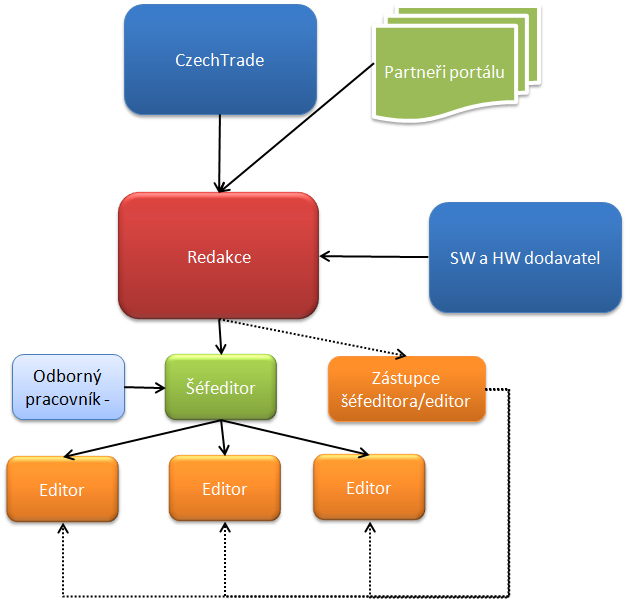 CzechTrade
Partneři portálu
Redakce
SW a HW dodavatel
Odborný
pracovník -
Šéfeditor
Zástupce
šéfeditora/editor
Editor
Editor
Editor